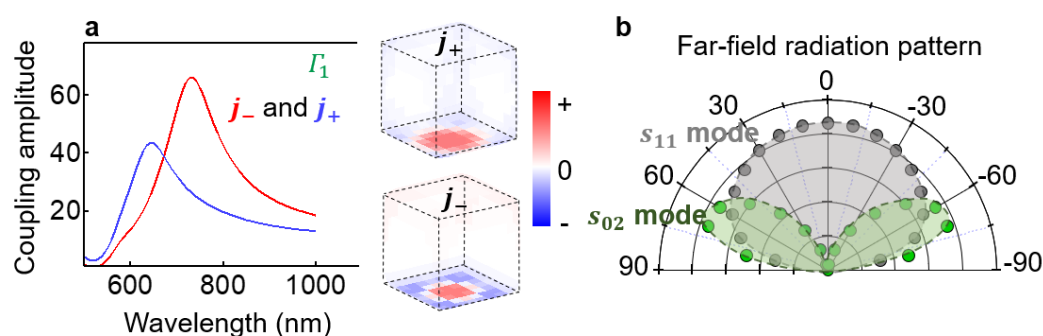 a
Coupling amplitude
60
40
20
600 800 1000
Wavelength (nm)
Γ₁
j₋ and j₊
j₊
j₋
+
0
-
b
Far-field radiation pattern
0
30 -30
60 -60
90 -90
s₁₁ mode
s₀₂ mode